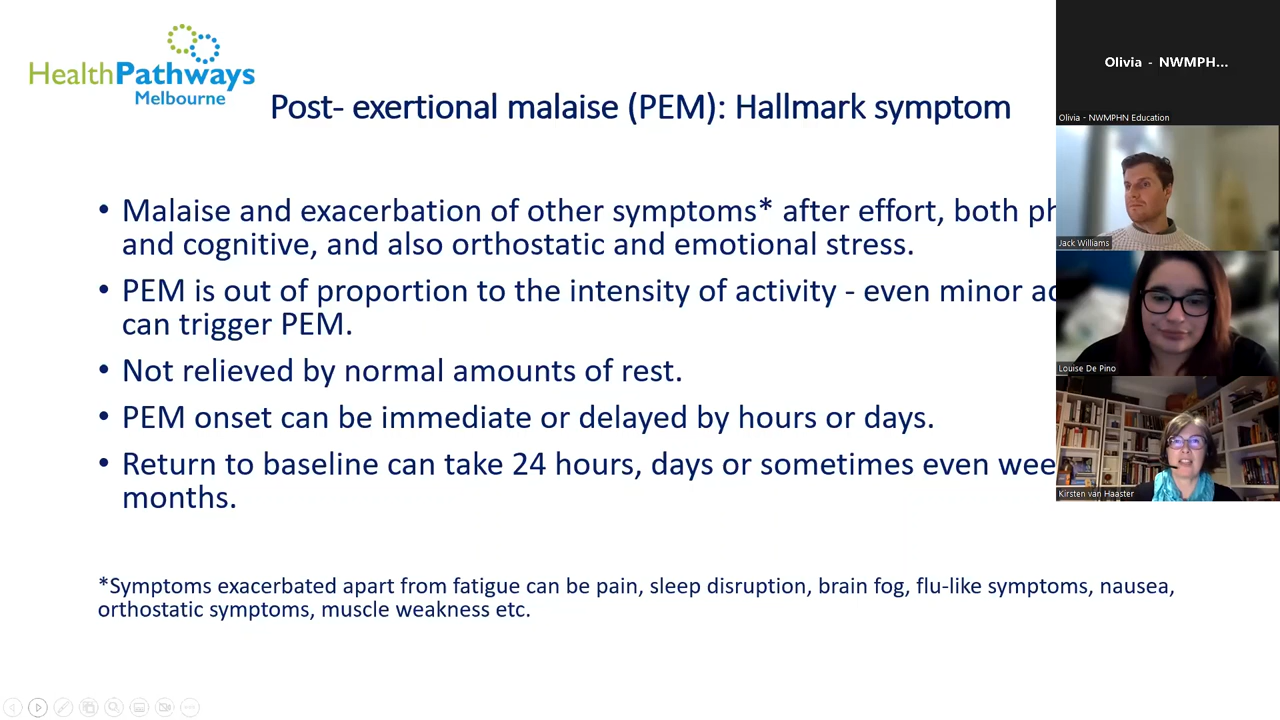 HealthPathways
Melbourne
Post- exertional malaise (PEM): Hallmark symptom
• Malaise and exacerbation of other symptoms* after effort, both
and cognitive, and also orthostatic and emotional stress.
• PEM is out of proportion to the intensity of activity - even minor
can trigger PEM.
• Not relieved by normal amounts of rest.
• PEM onset can be immediate or delayed by hours or days.
• Return to baseline can take 24 hours, days or sometimes even
months.
*Symptoms exacerbated apart from fatigue can be pain, sleep disruption, brain fog, flu-like symptoms, nausea,
orthostatic symptoms, muscle weakness etc.
Olivia - NWMPH...
Olivia - NWMPHN Education
Jack Williams
Louise De Pino
Kirsten van Haaster